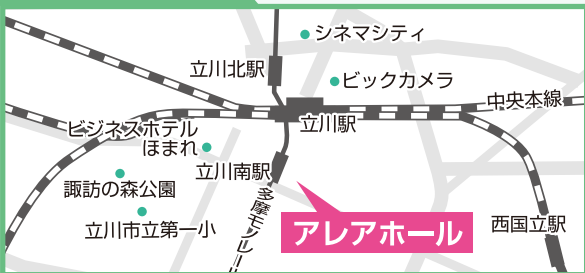 シネマシティ
立川北駅
ビックカメラ
中央本線
立川駅
ビジネスホテル
ほまれ
立川南駅
諏訪の森公園
多摩モノレール
アレアホール
西国立駅
立川市立第一小